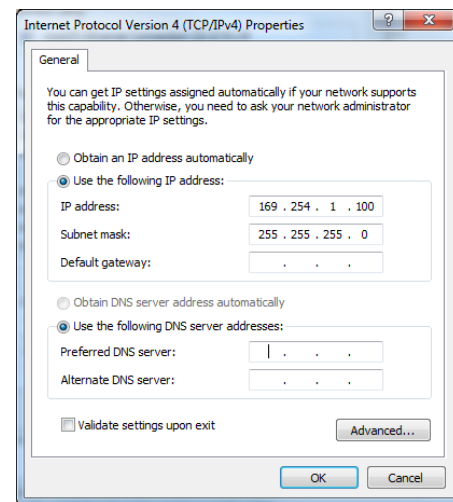 Internet Protocol Version 4 (TCP/IPv4) Properties
General
You can get IP settings assigned automatically if your network supports
this capability. Otherwise, you need to ask your network administrator
for the appropriate IP settings.
Obtain an IP address automatically
Use the following IP address:
IP address: 169 . 254 . 1 . 100
Subnet mask: 255 . 255 . 255 . 0
Default gateway: . . .
Obtain DNS server address automatically
Use the following DNS server addresses:
Preferred DNS server: . . .
Alternate DNS server: . . .
Validate settings upon exit
Advanced...
OK Cancel